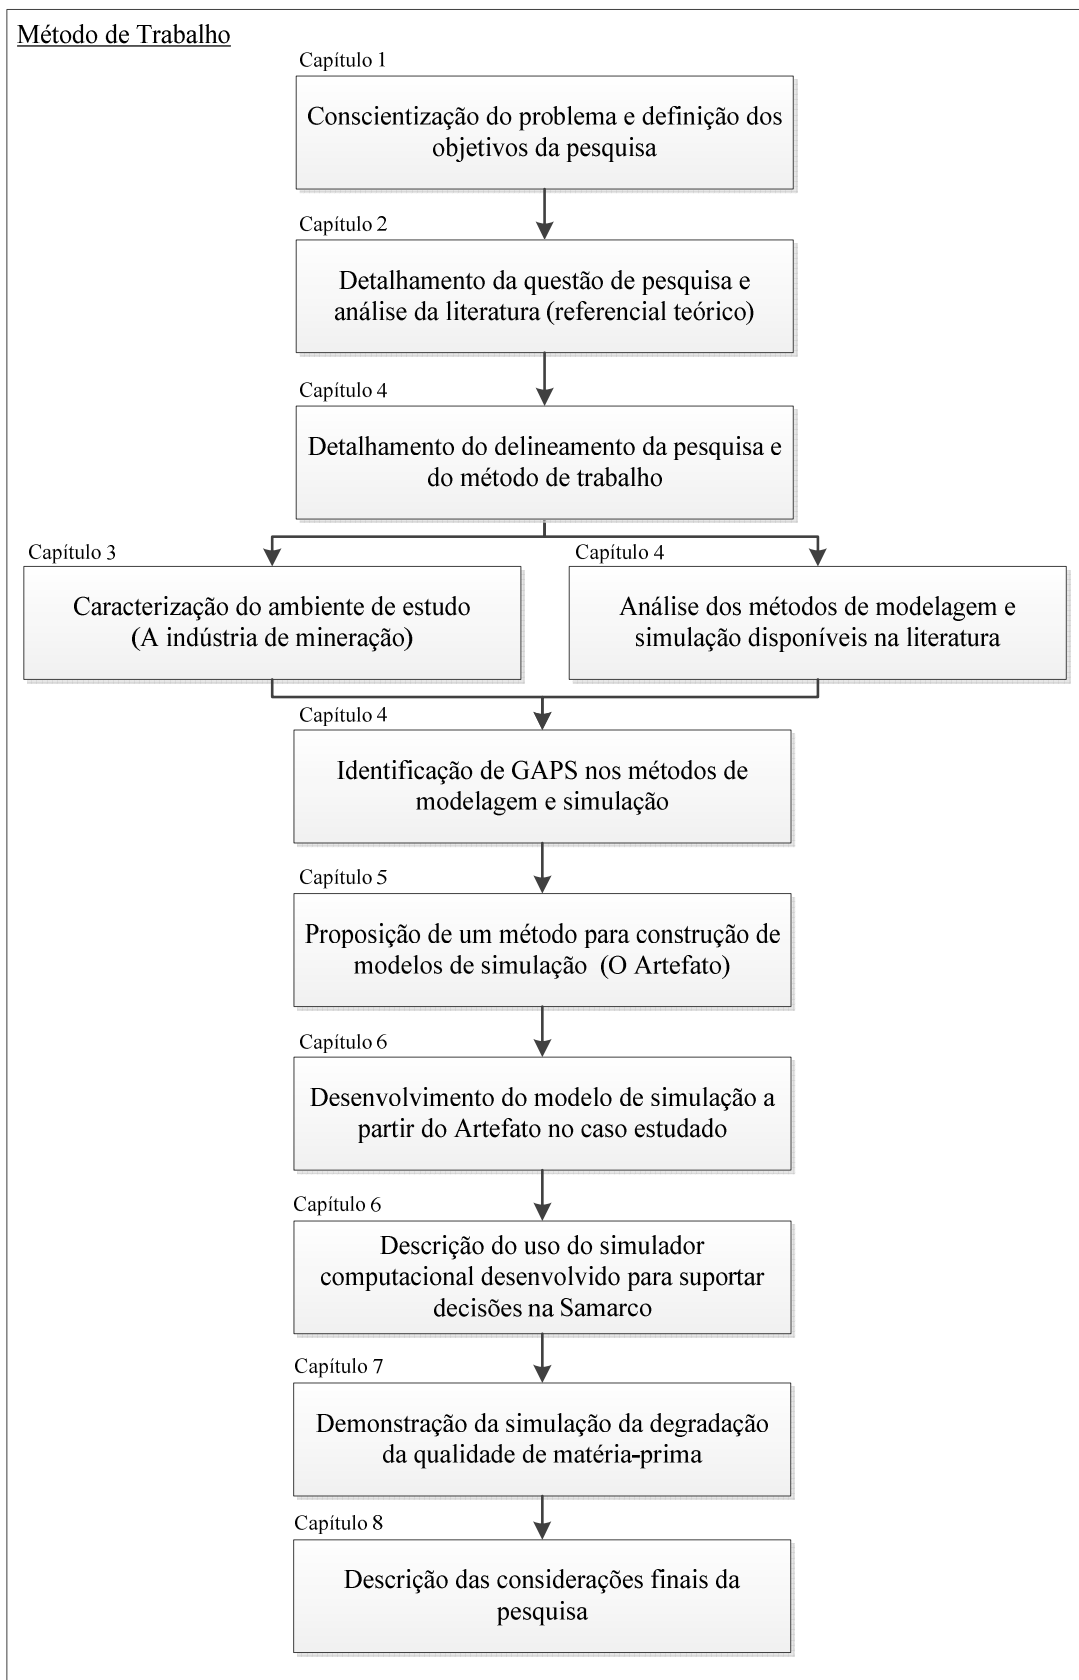 Método de Trabalho
Capítulo 1
Conscientização do problema e definição dos
objetivos da pesquisa
Capítulo 2
Detalhamento da questão de pesquisa e
análise da literatura (referencial teórico)
Capítulo 4
Detalhamento do delineamento da pesquisa e
do método de trabalho
Capítulo 3
Caracterização do ambiente de estudo
(A indústria de mineração)
Capítulo 4
Análise dos métodos de modelagem e
simulação disponíveis na literatura
Capítulo 4
Identificação de GAPS nos métodos de
modelagem e simulação
Capítulo 5
Proposição de um método para construção de
modelos de simulação (O Artefato)
Capítulo 6
Desenvolvimento do modelo de simulação a
partir do Artefato no caso estudado
Capítulo 6
Descrição do uso do simulador
computacional desenvolvido para suportar
decisões na Samarco
Capítulo 7
Demonstração da simulação da degradação
da qualidade de matéria-prima
Capítulo 8
Descrição das considerações finais da
pesquisa